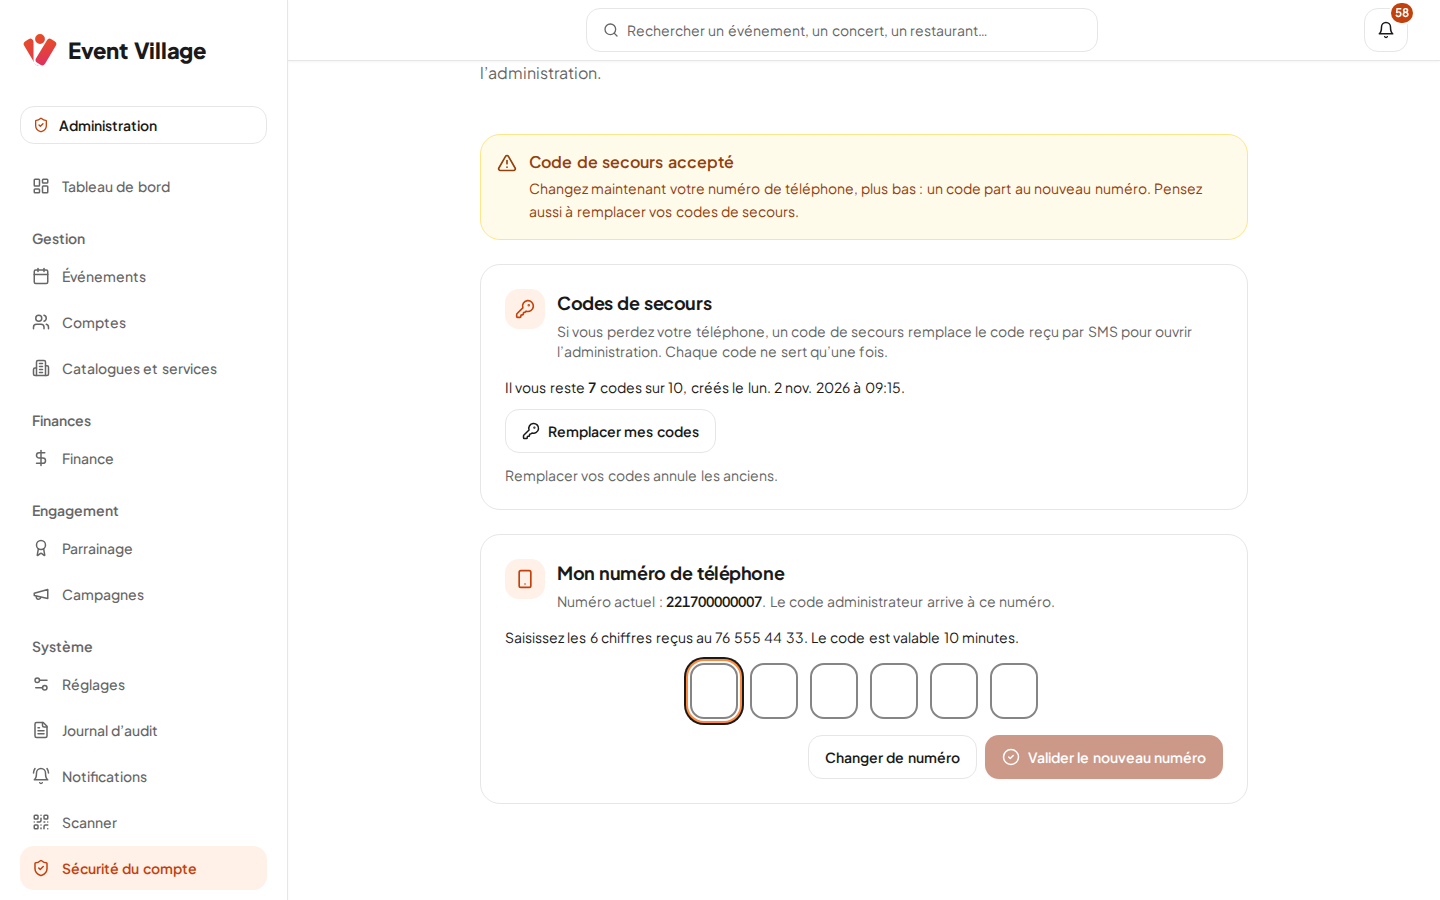 Event Village
Rechercher un événement, un concert, un restaurant...
58
Administration
Tableau de bord
Gestion
Événements
Comptes
Catalogues et services
Finances
Finance
Engagement
Parrainage
Campagnes
Système
Réglages
Journal d’audit
Notifications
Scanner
Sécurité du compte
l’administration.
Code de secours accepté
Changez maintenant votre numéro de téléphone, plus bas : un code part au nouveau numéro. Pensez
aussi à remplacer vos codes de secours.
Codes de secours
Si vous perdez votre téléphone, un code de secours remplace le code reçu par SMS pour ouvrir
l’administration. Chaque code ne sert qu’une fois.
Il vous reste 7 codes sur 10, créés le lun. 2 nov. 2026 à 09:15.
Remplacer mes codes
Remplacer vos codes annule les anciens.
Mon numéro de téléphone
Numéro actuel : 221700000007. Le code administrateur arrive à ce numéro.
Saisissez les 6 chiffres reçus au 76 555 44 33. Le code est valable 10 minutes.
Changer de numéro
Valider le nouveau numéro